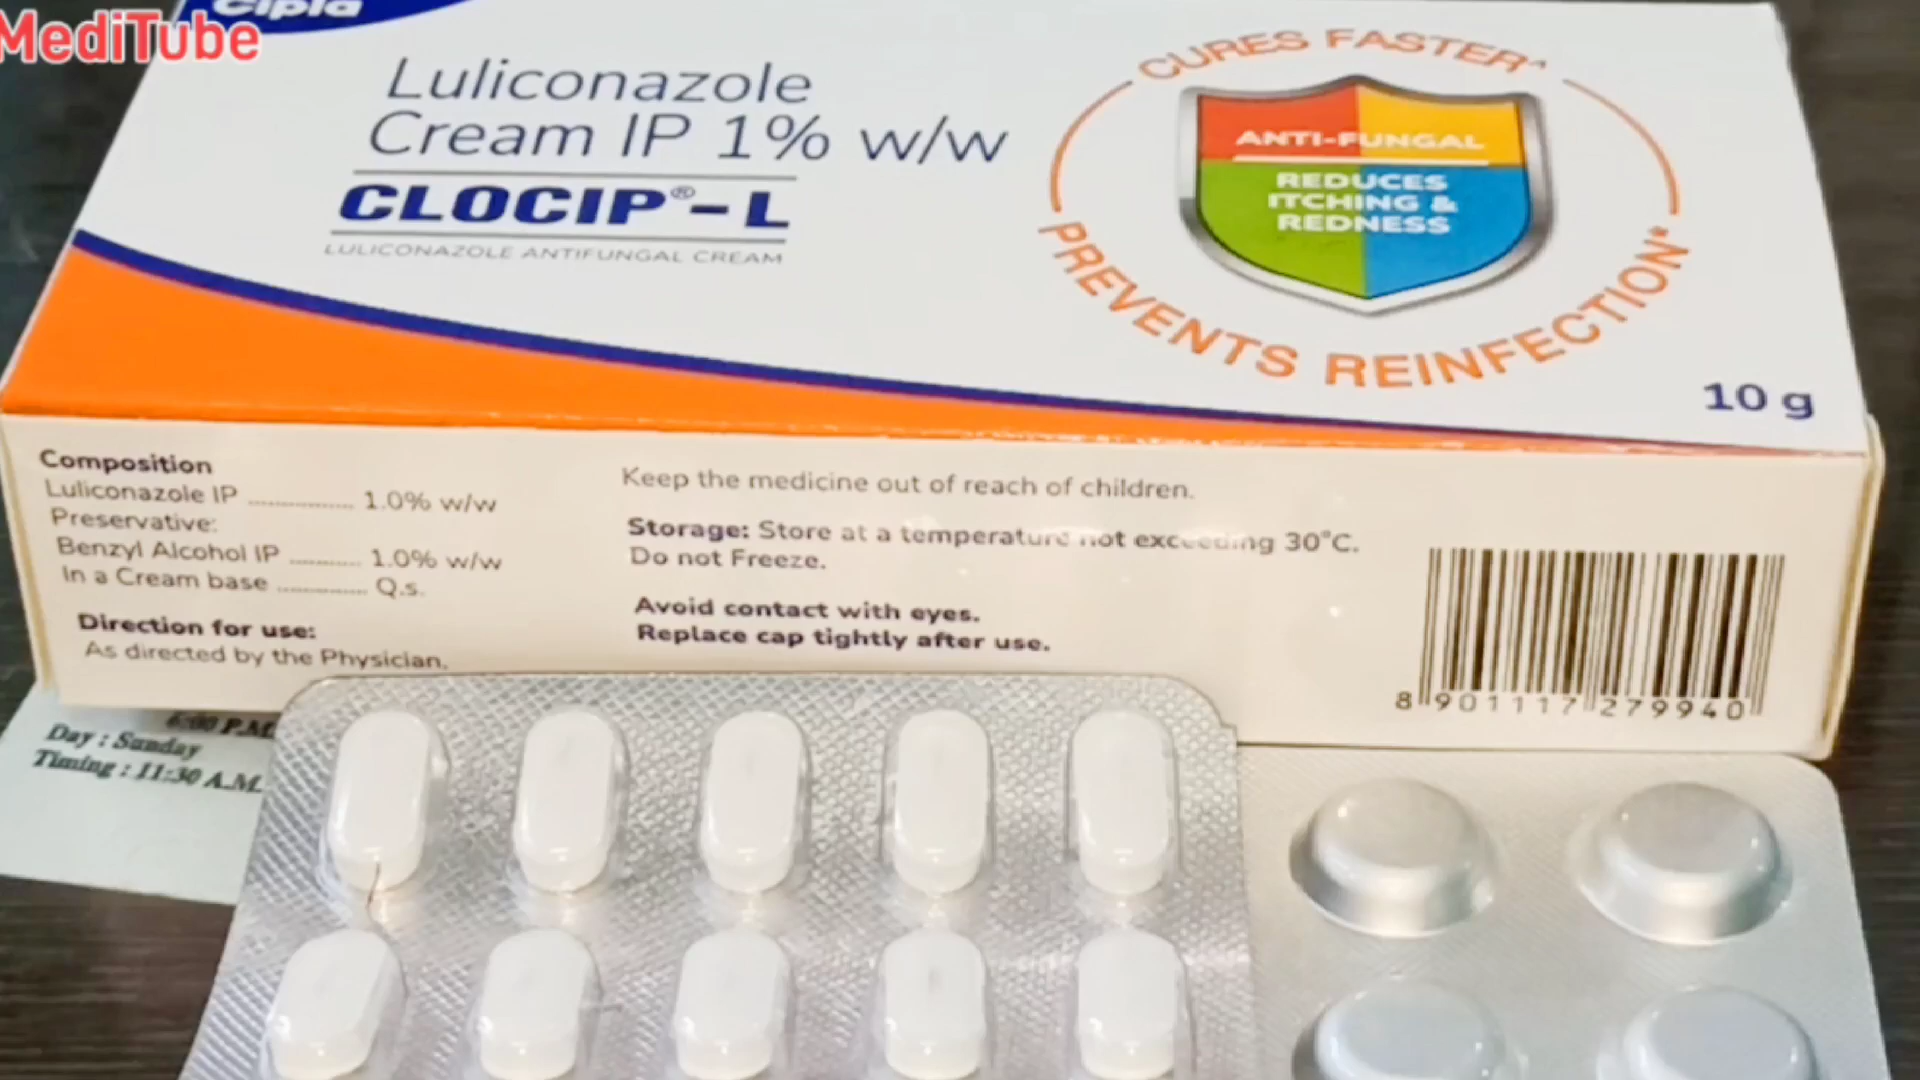 Cipla
MediTube
Luliconazole
Cream IP 1% w/w
CLOCIP®-L
LULICONAZOLE ANTIFUNGAL CREAM
CURES FASTER^
ANTI-FUNGAL
REDUCES
ITCHING &
REDNESS
PREVENTS REINFECTION*
10 g
Composition
Luliconazole IP .................. 1.0% w/w
Preservative:
Benzyl Alcohol IP ............ 1.0% w/w
In a Cream base ............... Q.s.
Direction for use:
As directed by the Physician.
Keep the medicine out of reach of children.
Storage: Store at a temperature not exceeding 30°C.
Do not Freeze.
Avoid contact with eyes.
Replace cap tightly after use.
8 901117 279940
6:00 P.M.
Day : Sunday
Timing : 11:30 A.M.